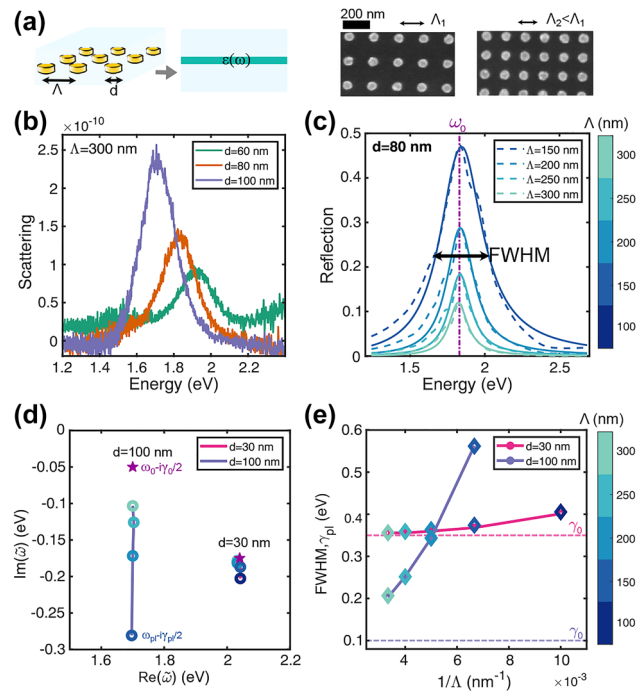 (a)
Λ
d
ε(ω)
200 nm
Λ₁
Λ₂<Λ₁
(b)
×10⁻¹⁰
Λ=300 nm
d=60 nm
d=80 nm
d=100 nm
Scattering
2.5
2
1.5
1
0.5
0
1.2 1.4 1.6 1.8 2 2.2
Energy (eV)
(c)
ω₀
d=80 nm
Λ=150 nm
Λ=200 nm
Λ=250 nm
Λ=300 nm
FWHM
Reflection
0.5
0.4
0.3
0.2
0.1
0
1.5 2 2.5
Energy (eV)
Λ (nm)
300
250
200
150
100
(d)
d=30 nm
d=100 nm
d=100 nm
ω₀-iγ₀/2
d=30 nm
ωpl-iγpl/2
Im(ω̃) (eV)
0
-0.05
-0.1
-0.15
-0.2
-0.25
-0.3
1.6 1.8 2 2.2
Re(ω̃) (eV)
(e)
d=30 nm
d=100 nm
γ₀
γ₀
FWHM,γpl (eV)
0.6
0.5
0.4
0.3
0.2
0.1
4 6 8 10
×10⁻³
1/Λ (nm⁻¹)
Λ (nm)
300
250
200
150
100